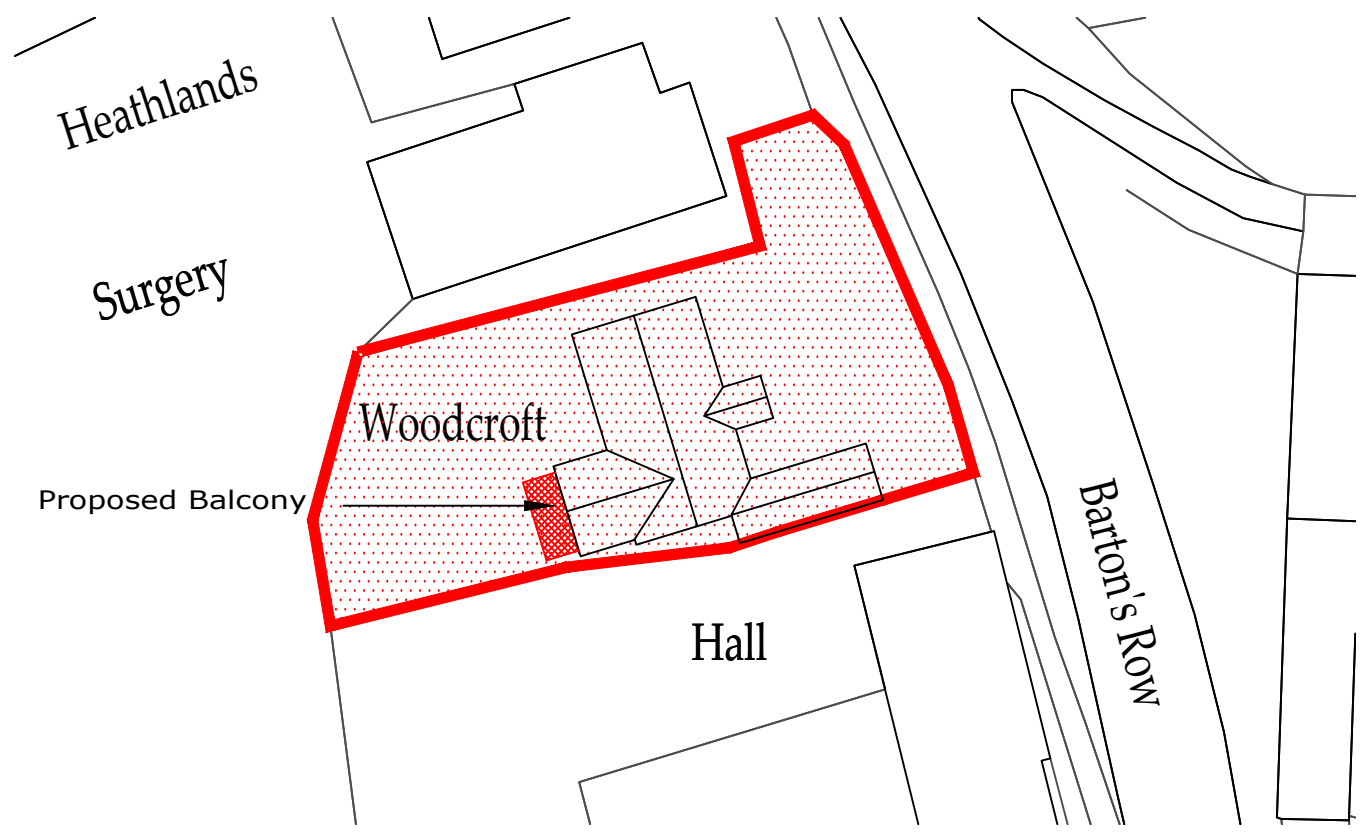 Heathlands
Surgery
Woodcroft
Proposed Balcony
Barton's Row
Hall